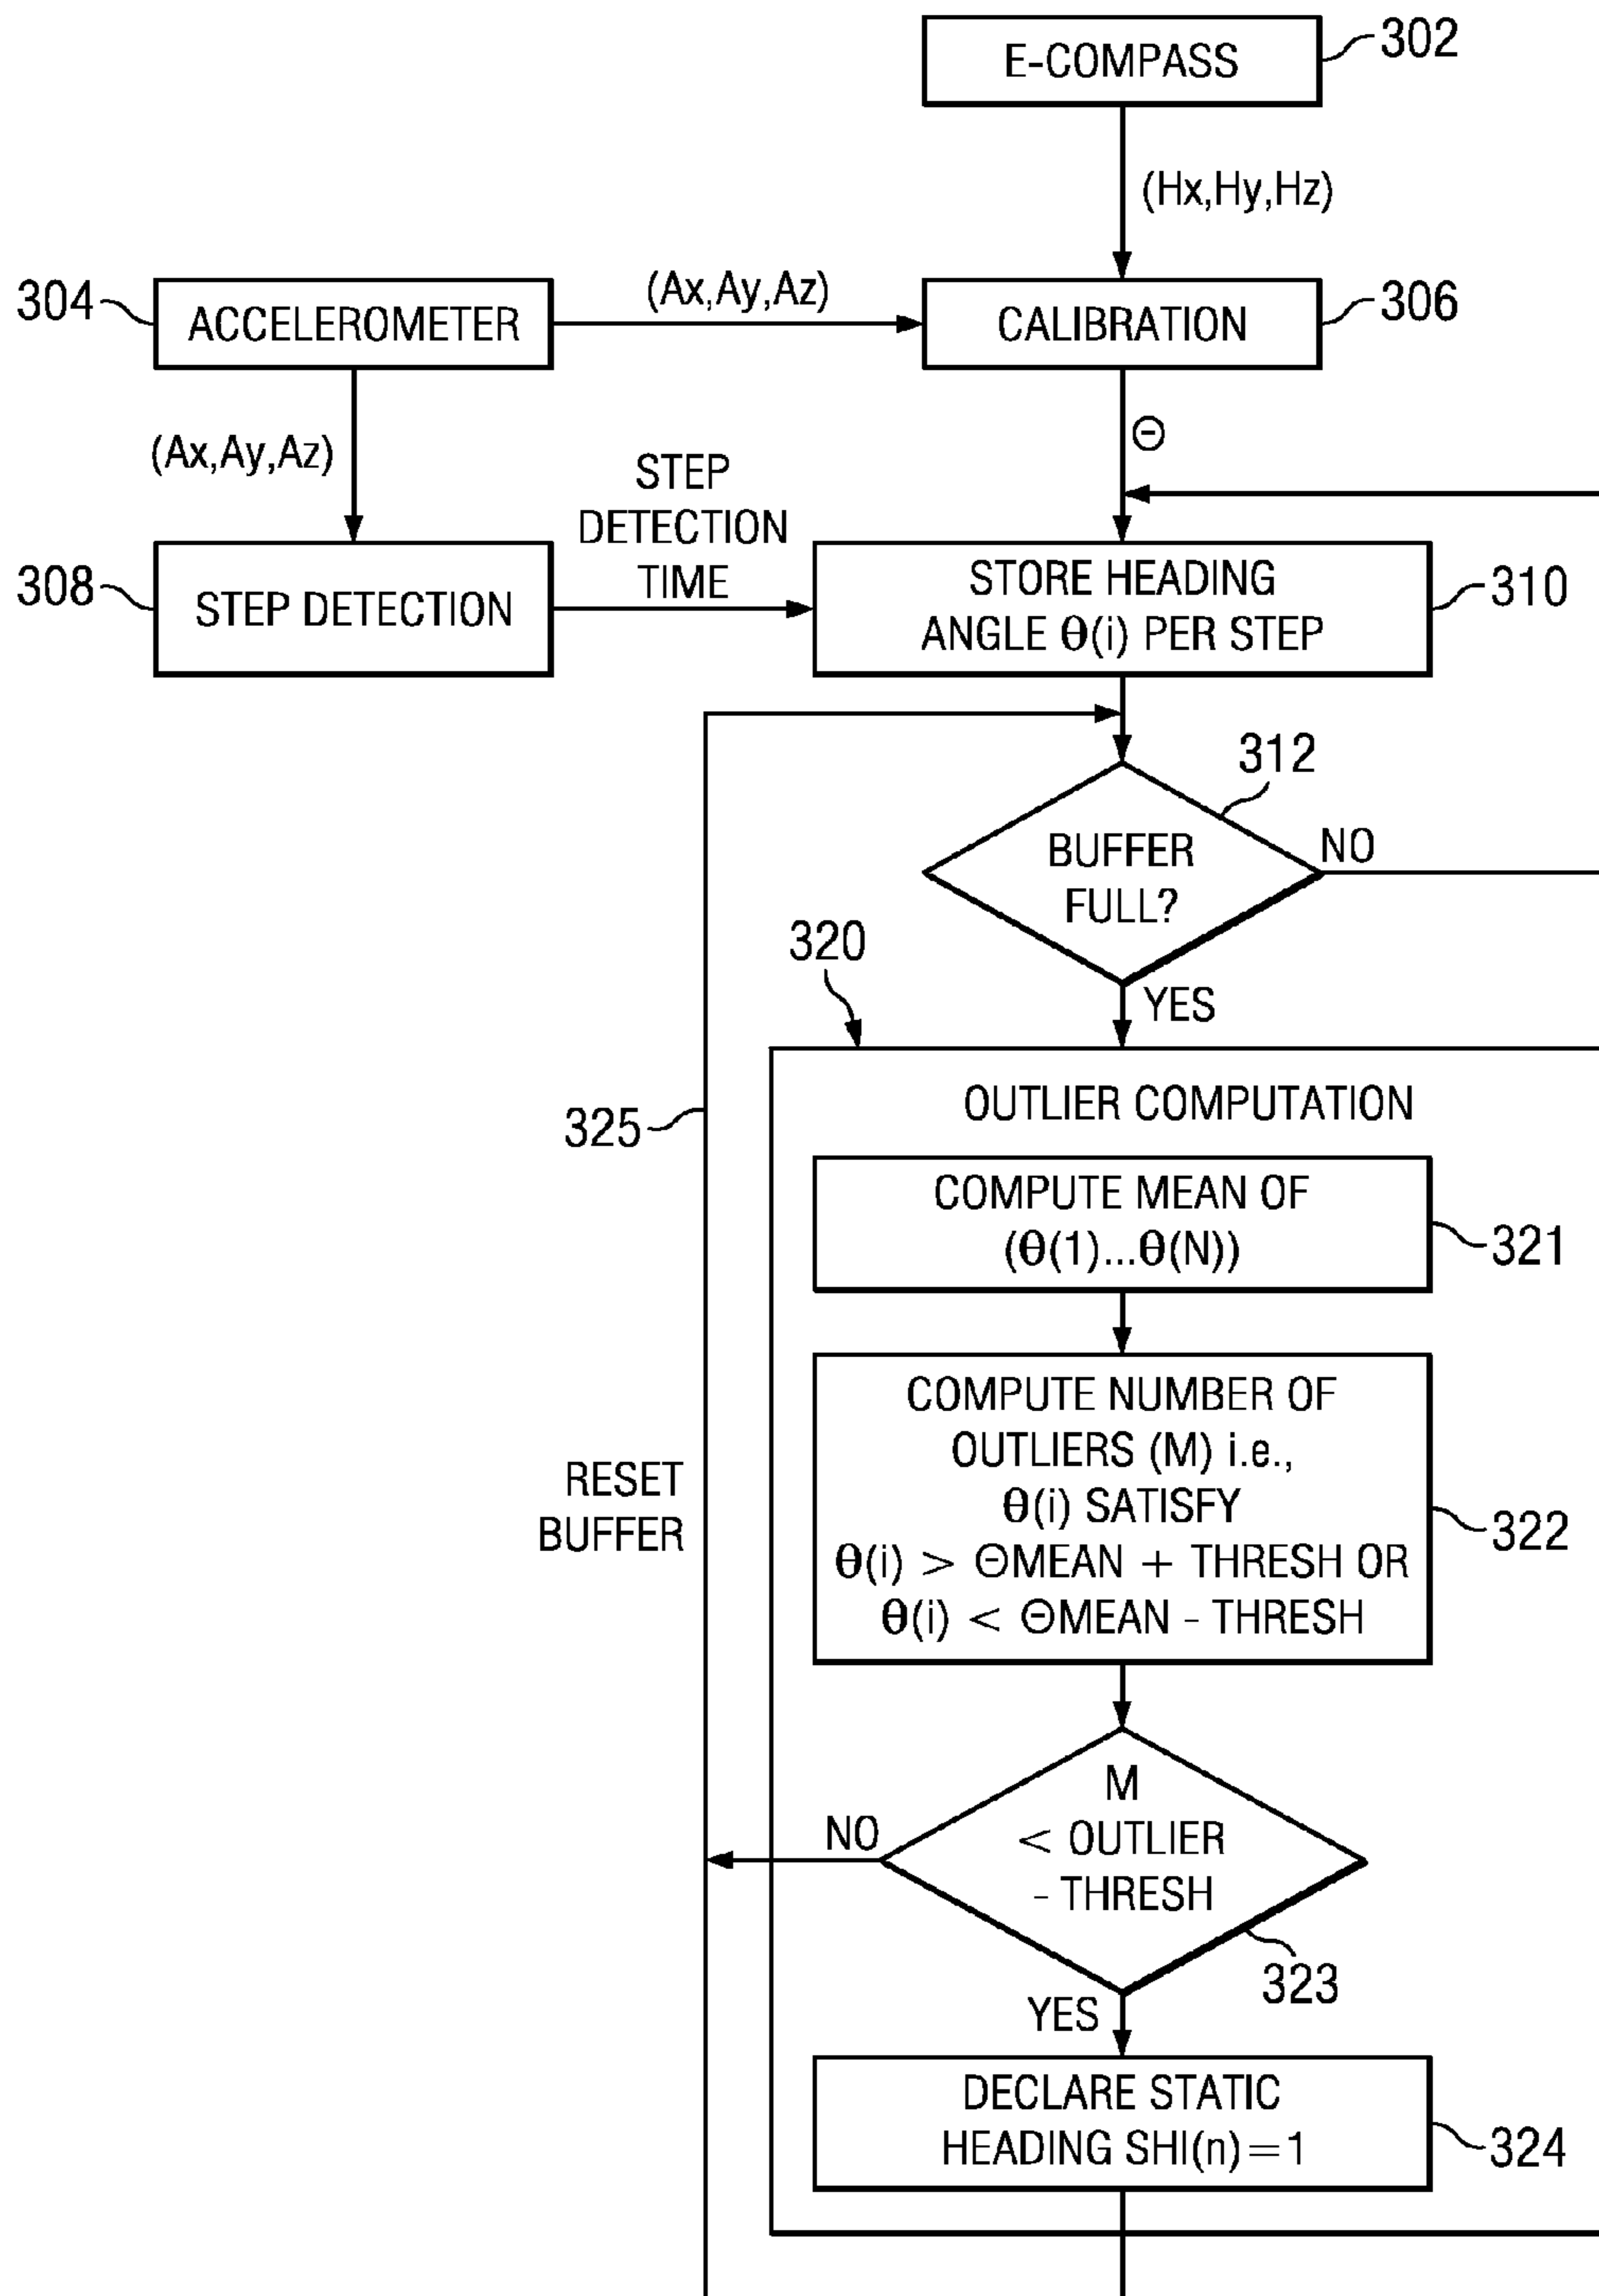 E-COMPASS
302
(Hx,Hy,Hz)
304
ACCELEROMETER
(Ax,Ay,Az)
CALIBRATION
306
(Ax,Ay,Az)
Θ
STEP
DETECTION
TIME
308
STEP DETECTION
STORE HEADING
ANGLE θ(i) PER STEP
310
312
BUFFER
FULL?
NO
YES
320
OUTLIER COMPUTATION
325
COMPUTE MEAN OF
(θ(1)...θ(N))
321
COMPUTE NUMBER OF
OUTLIERS (M) i.e.,
θ(i) SATISFY
θ(i) > ΘMEAN + THRESH OR
θ(i) < ΘMEAN - THRESH
322
RESET
BUFFER
M
< OUTLIER
- THRESH
NO
323
YES
DECLARE STATIC
HEADING SHI(n)=1
324